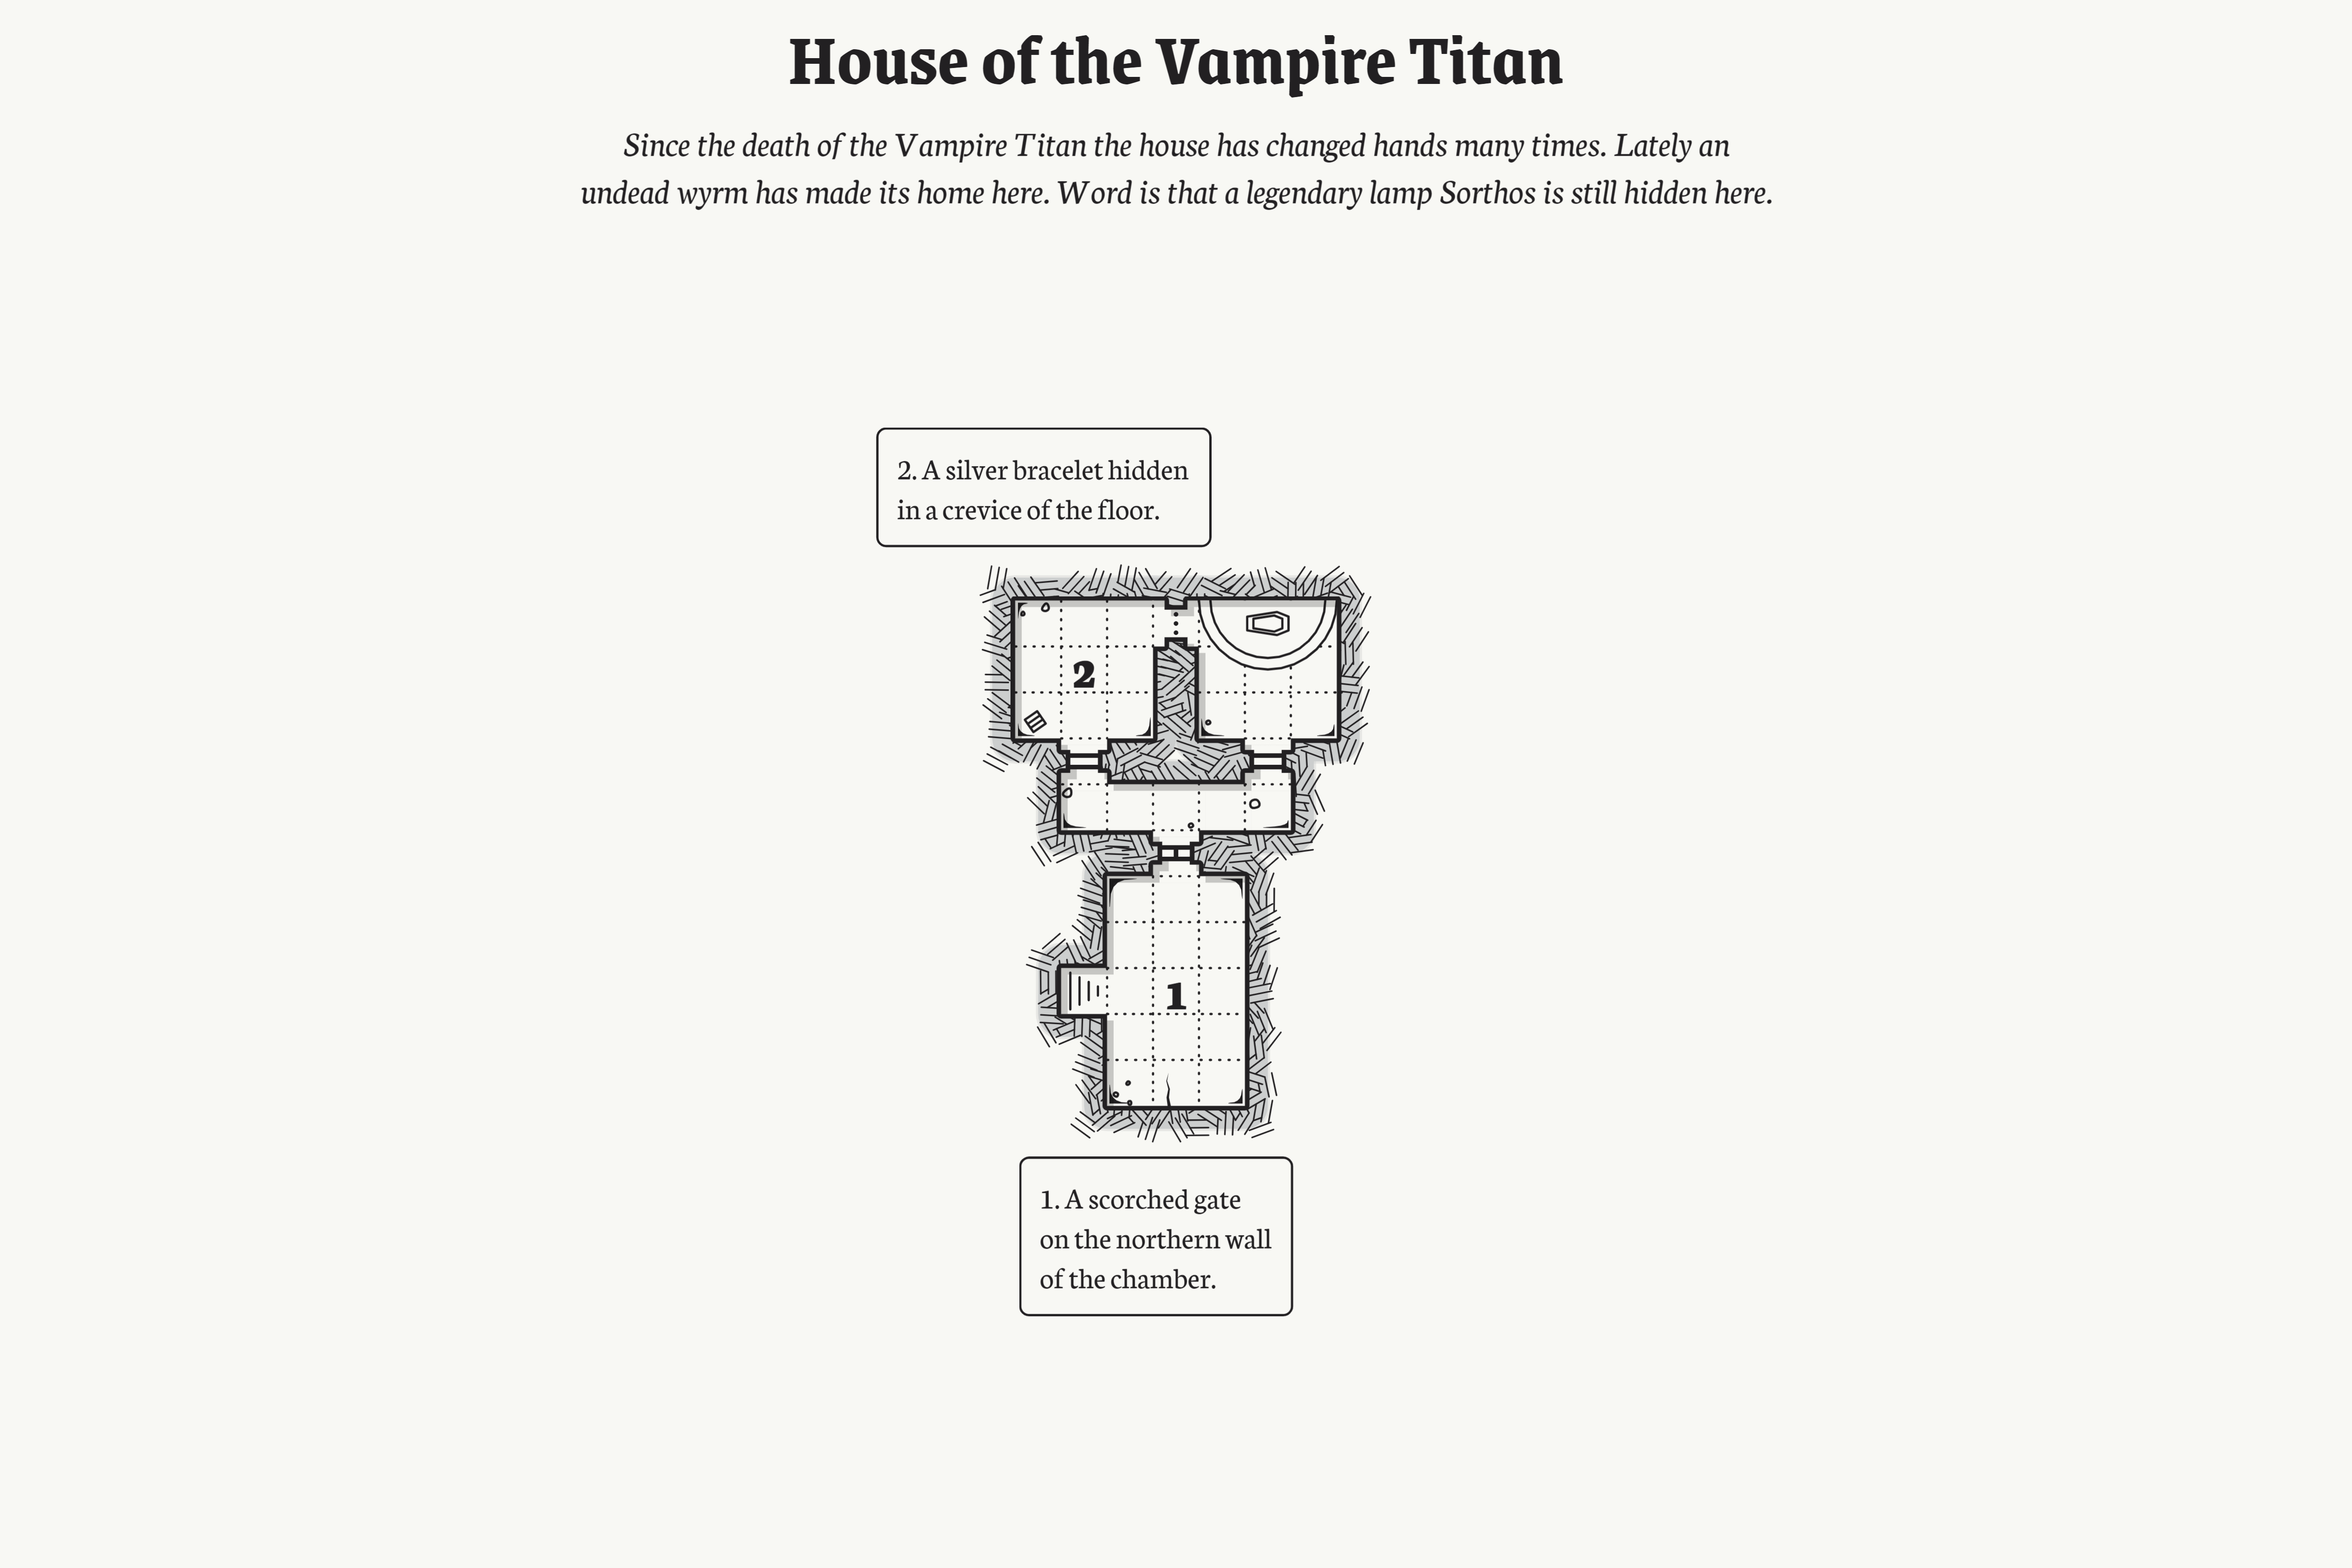 House of the Vampire Titan
Since the death of the Vampire Titan the house has changed hands many times. Lately an
undead wyrm has made its home here. Word is that a legendary lamp Sorthos is still hidden here.
2. A silver bracelet hidden
in a crevice of the floor.
2
1
1. A scorched gate
on the northern wall
of the chamber.